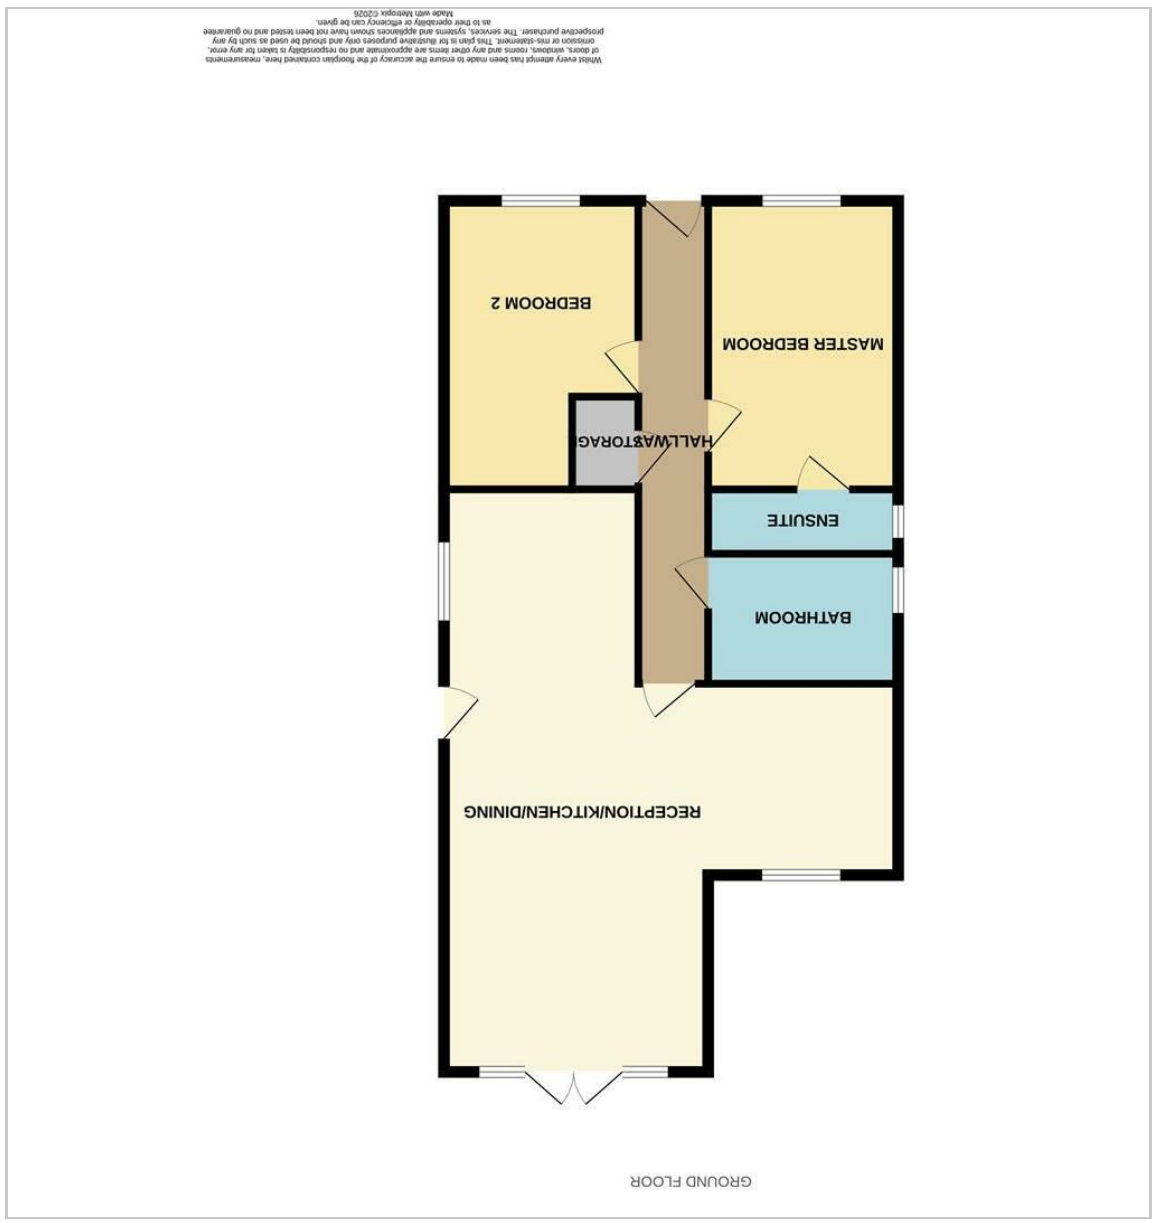 GROUND FLOOR
RECEPTION/KITCHEN/DINING
BATHROOM
ENSUITE
HALLWAY
STORAGE
MASTER BEDROOM
BEDROOM 2
Whilst every attempt has been made to ensure the accuracy of the floorplan contained here, measurements
of doors, windows, rooms and any other items are approximate and no responsibility is taken for any error,
omission or mis-statement. This plan is for illustrative purposes only and should be used as such by any
prospective purchaser. The services, systems and appliances shown have not been tested and no guarantee
as to their operability or efficiency can be given.
Made with Metropix ©2026